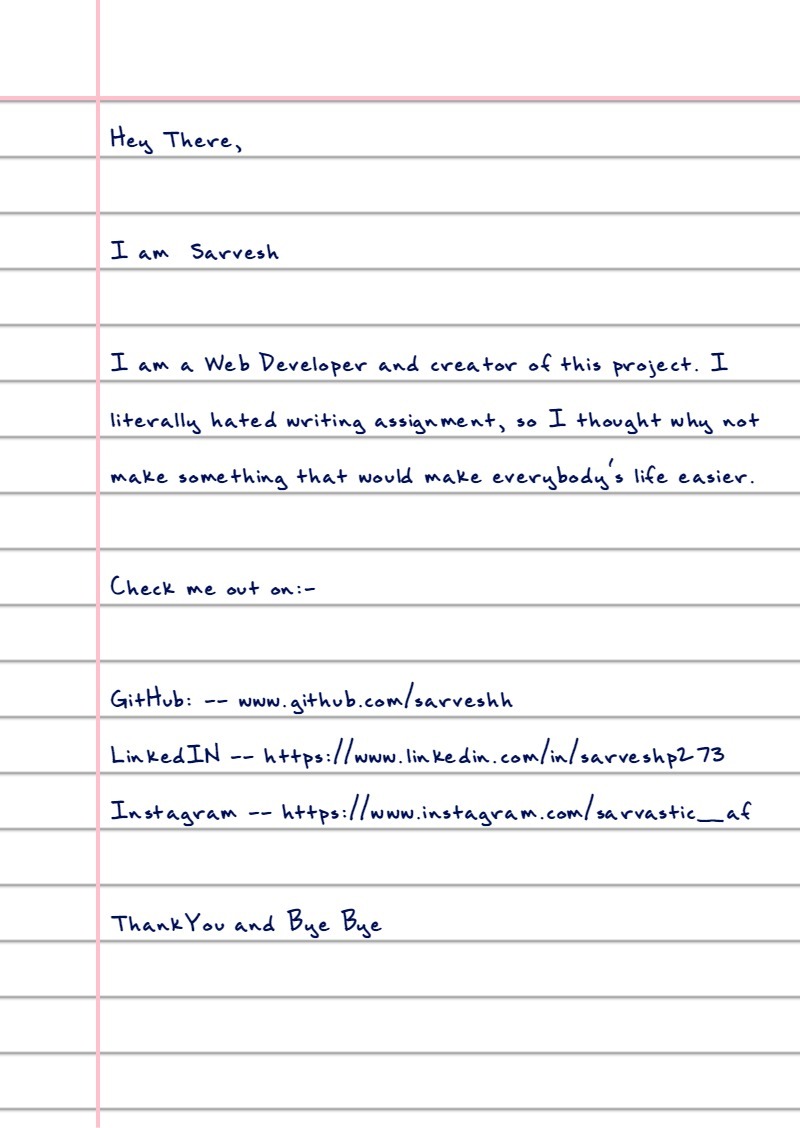 Hey There,
I am  Sarvesh
I am a Web Developer and creator of this project. I
literally hated writing assignment, so I thought why not
make something that would make everybody's life easier.
Check me out on:-
GitHub: -- www.github.com/sarveshh
LinkedIN -- https://www.linkedin.com/in/sarveshp273
Instagram -- https://www.instagram.com/sarvastic__af
ThankYou and Bye Bye